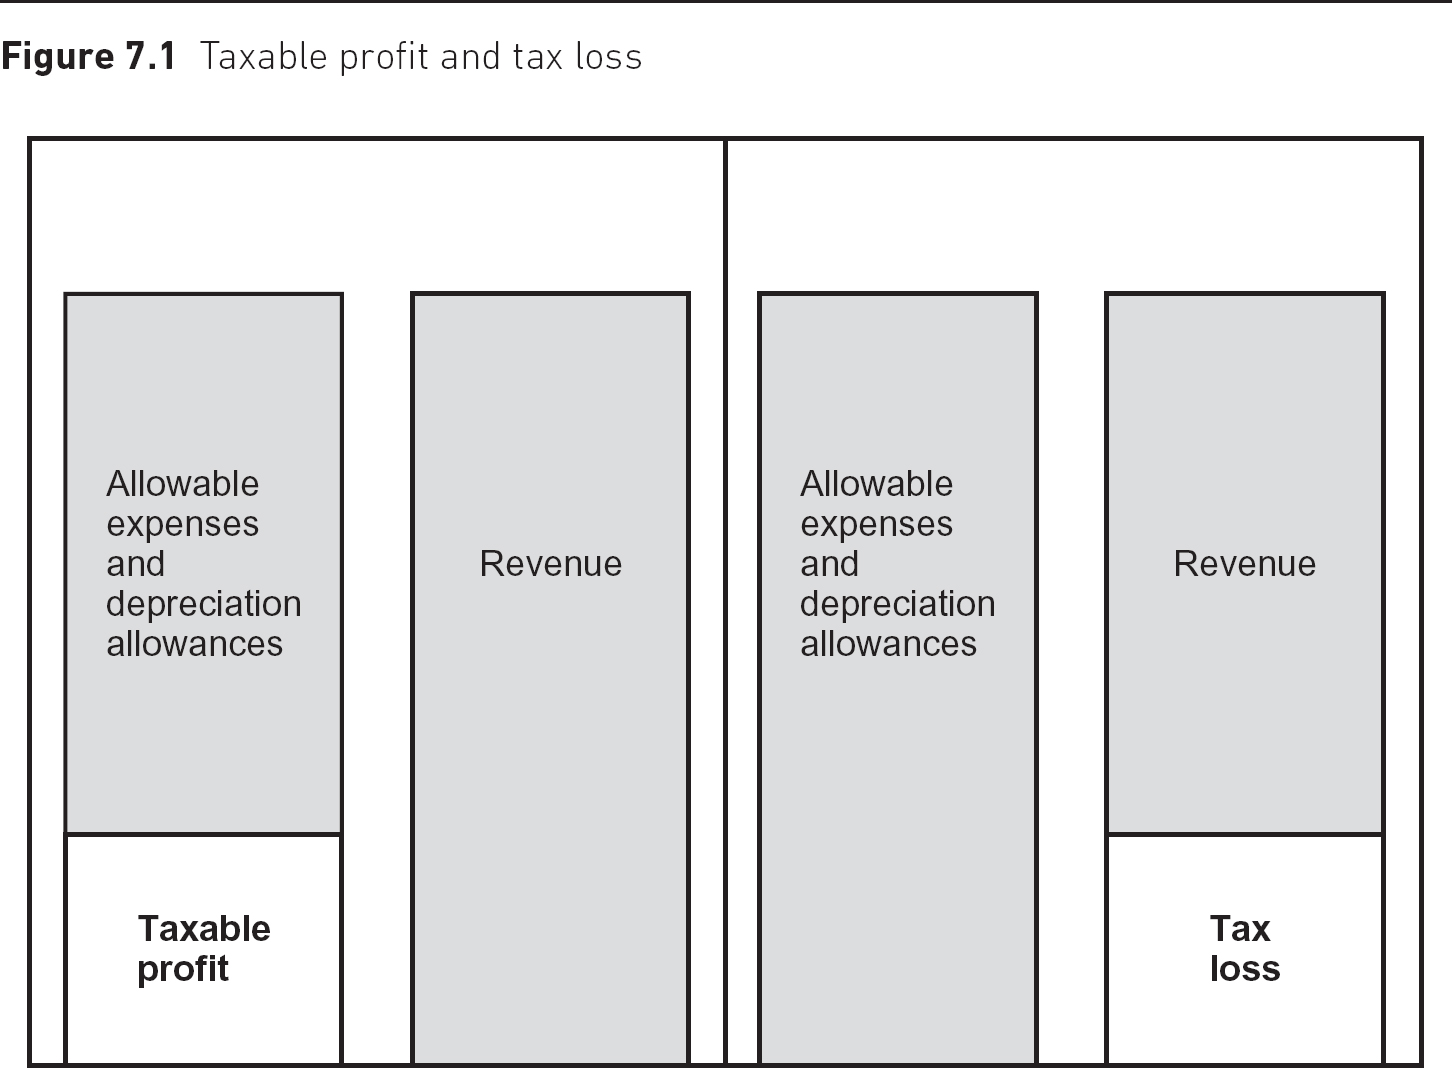 Figure 7.1 Taxable profit and tax loss
Allowable
expenses
and
depreciation
allowances
Taxable
profit
Revenue
Allowable
expenses
and
depreciation
allowances
Revenue
Tax
loss